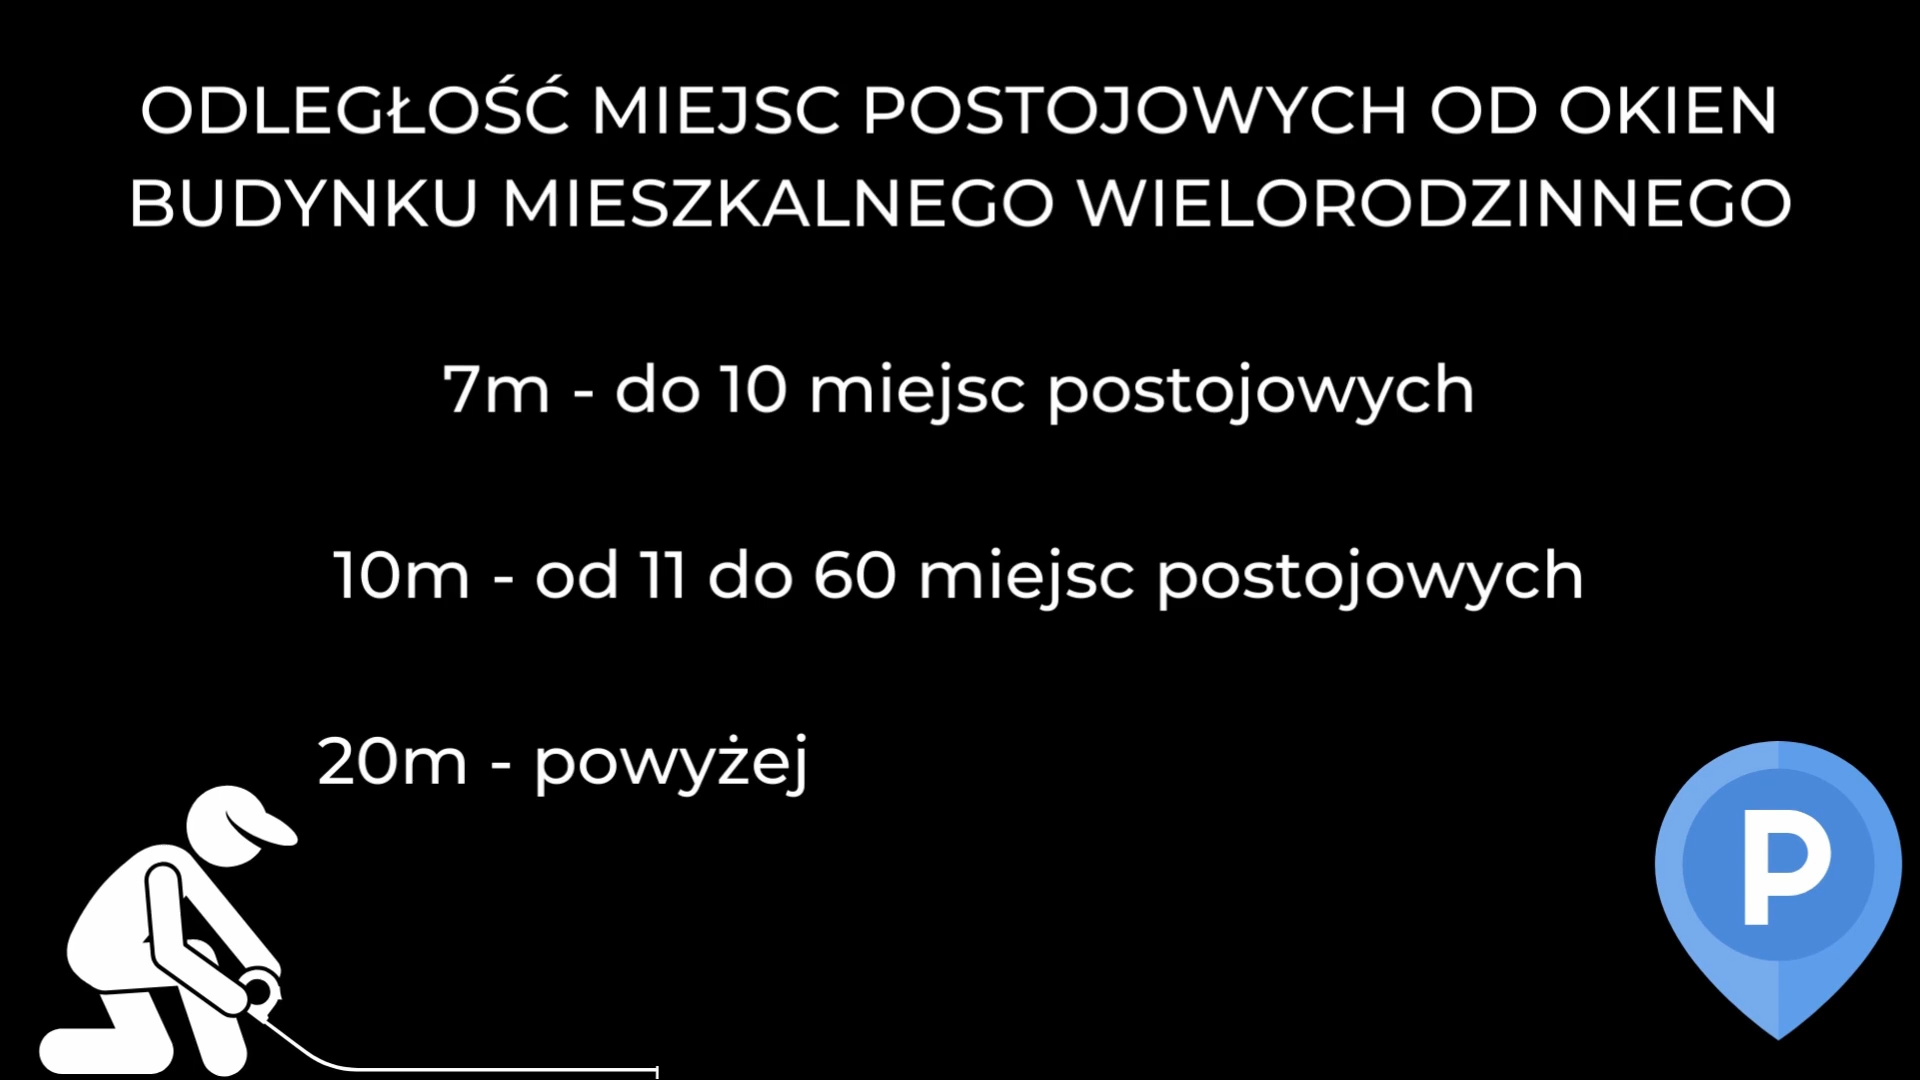 ODLEGŁOŚĆ MIEJSC POSTOJOWYCH OD OKIEN
BUDYNKU MIESZKALNEGO WIELORODZINNEGO
7m - do 10 miejsc postojowych
10m - od 11 do 60 miejsc postojowych
20m - powyżej
P